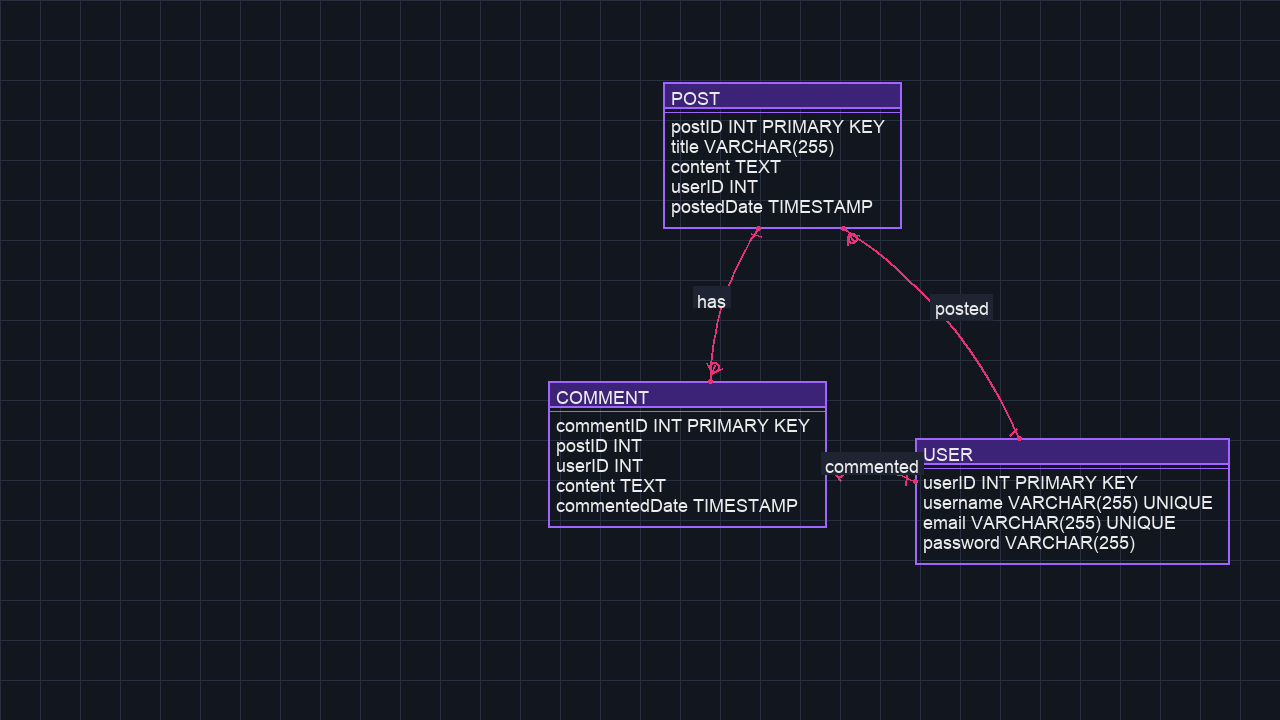 POST
postID INT PRIMARY KEY
title VARCHAR(255)
content TEXT
userID INT
postedDate TIMESTAMP
has
posted
COMMENT
commentID INT PRIMARY KEY
postID INT
userID INT
content TEXT
commentedDate TIMESTAMP
commented
USER
userID INT PRIMARY KEY
username VARCHAR(255) UNIQUE
email VARCHAR(255) UNIQUE
password VARCHAR(255)